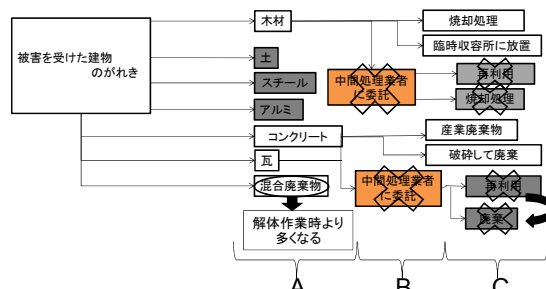 木材
焼却処理
臨時収容所に放置
被害を受けた建物
のがれき
土
スチール
アルミ
中間処理業者
に委託
再利用
焼却処理
コンクリート
産業廃棄物
瓦
破砕して廃棄
混合廃棄物
中間処理業者
に委託
再利用
廃棄
解体作業時より
多くなる
A
B
C